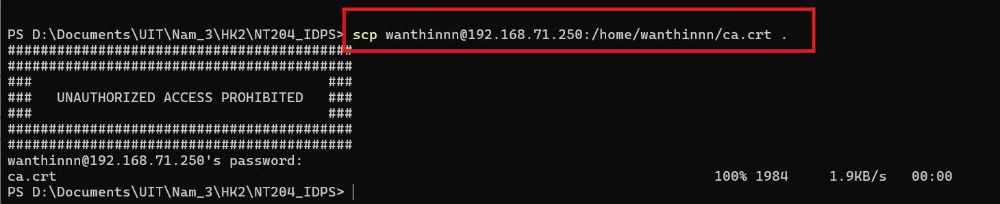 PS D:\Documents\UIT\Nam_3\HK2\NT204_IDPS> scp wanthinnn@192.168.71.250:/home/wanthinnn/ca.crt .
##########################################
##########################################
###                                    ###
###   UNAUTHORIZED ACCESS PROHIBITED   ###
###                                    ###
##########################################
##########################################
wanthinnn@192.168.71.250's password:
ca.crt                                                                                100% 1984     1.9KB/s   00:00
PS D:\Documents\UIT\Nam_3\HK2\NT204_IDPS>